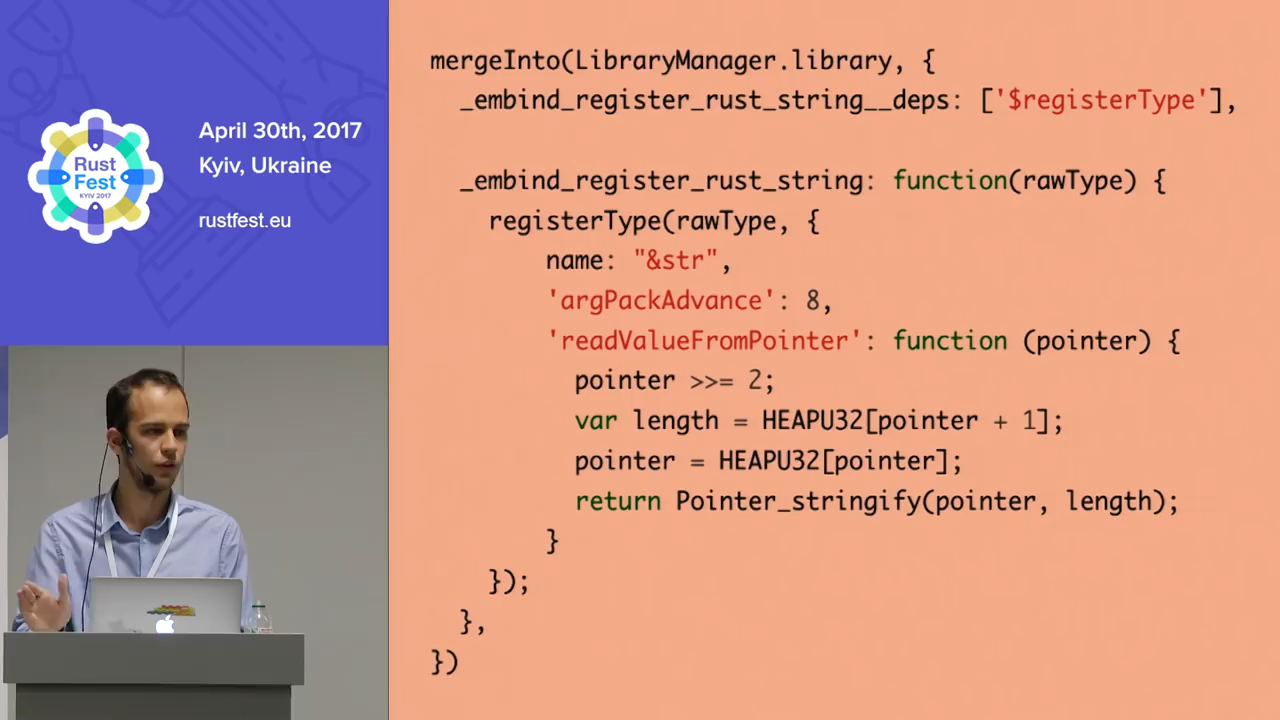 April 30th, 2017
Kyiv, Ukraine
rustfest.eu
Rust
Fest
KYIV 2017
mergeInto(LibraryManager.library, {
_embind_register_rust_string__deps: ['$registerType'],
_embind_register_rust_string: function(rawType) {
registerType(rawType, {
name: "&str",
'argPackAdvance': 8,
'readValueFromPointer': function (pointer) {
pointer >>= 2;
var length = HEAPU32[pointer + 1];
pointer = HEAPU32[pointer];
return Pointer_stringify(pointer, length);
}
});
},
})